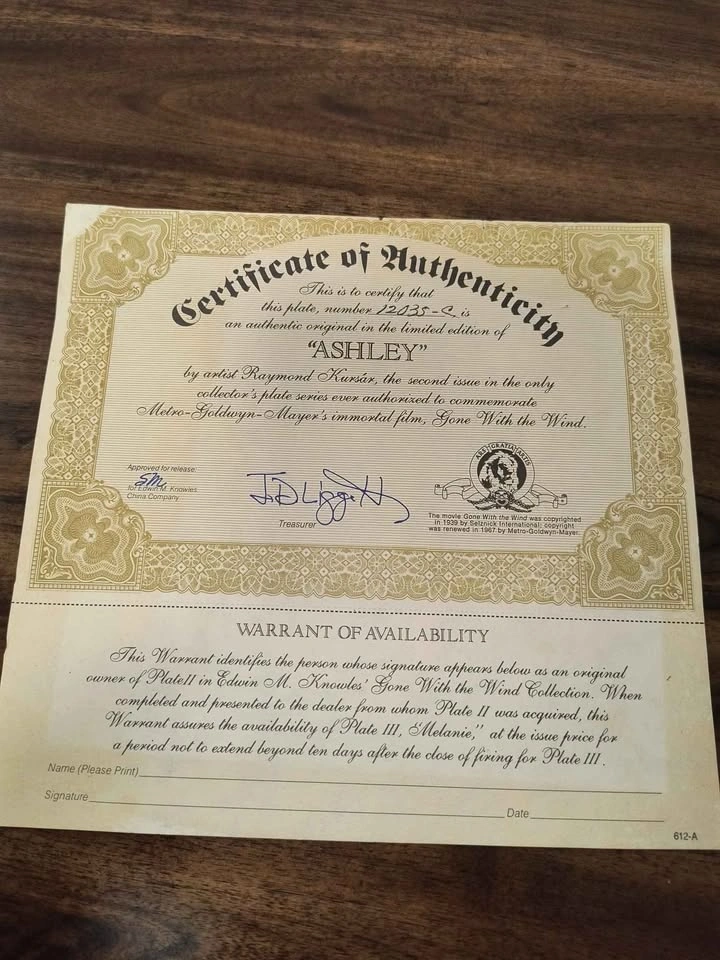 Certificate of Authenticity
This is to certify that
this plate, number 12035-C is
an authentic original in the limited edition of
"ASHLEY"
by artist Raymond Kursár, the second issue in the only
collector's plate series ever authorized to commemorate
Metro-Goldwyn-Mayer's immortal film, Gone With the Wind.
Approved for release:
SM
for Edwin M. Knowles
China Company
Treasurer
ARS GRATIA ARTIS
The movie Gone With the Wind was copyrighted
in 1939 by Selznick International; copyright
was renewed in 1967 by Metro-Goldwyn-Mayer.
WARRANT OF AVAILABILITY
This Warrant identifies the person whose signature appears below as an original
owner of Plate II in Edwin M. Knowles' Gone With the Wind Collection. When
completed and presented to the dealer from whom Plate II was acquired, this
Warrant assures the availability of Plate III, Melanie," at the issue price for
a period not to extend beyond ten days after the close of firing for Plate III.
Name (Please Print)
Signature Date
612-A